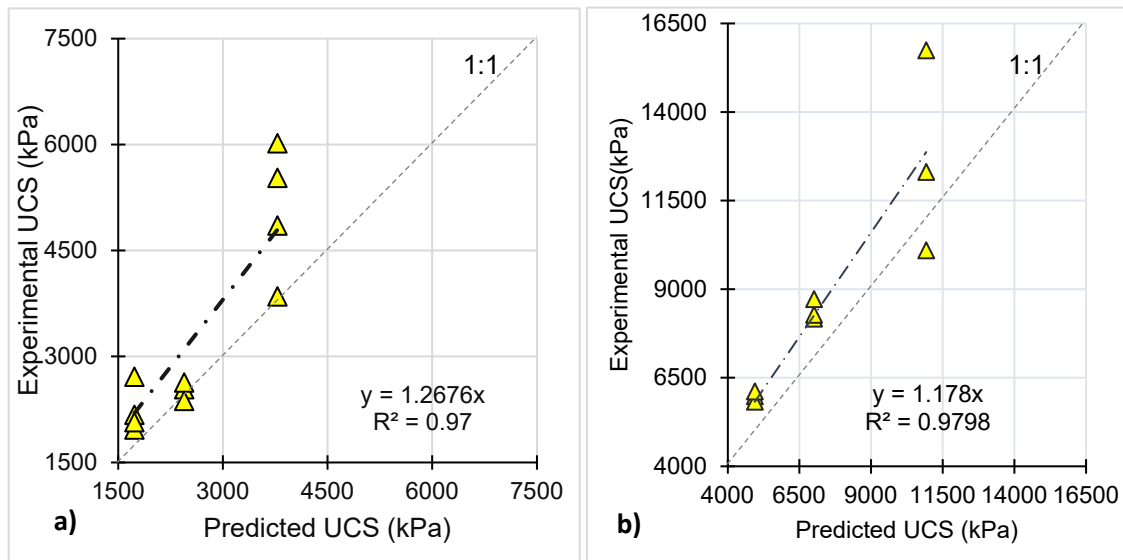 7500
6000
4500
3000
1500
Experimental UCS (kPa)
1:1
y = 1.2676x
R² = 0.97
1500 3000 4500 6000 7500
a)
Predicted UCS (kPa)
16500
14000
11500
9000
6500
4000
Experimental UCS(kPa)
1:1
y = 1.178x
R² = 0.9798
4000 6500 9000 11500 14000 16500
b)
Predicted UCS (kPa)